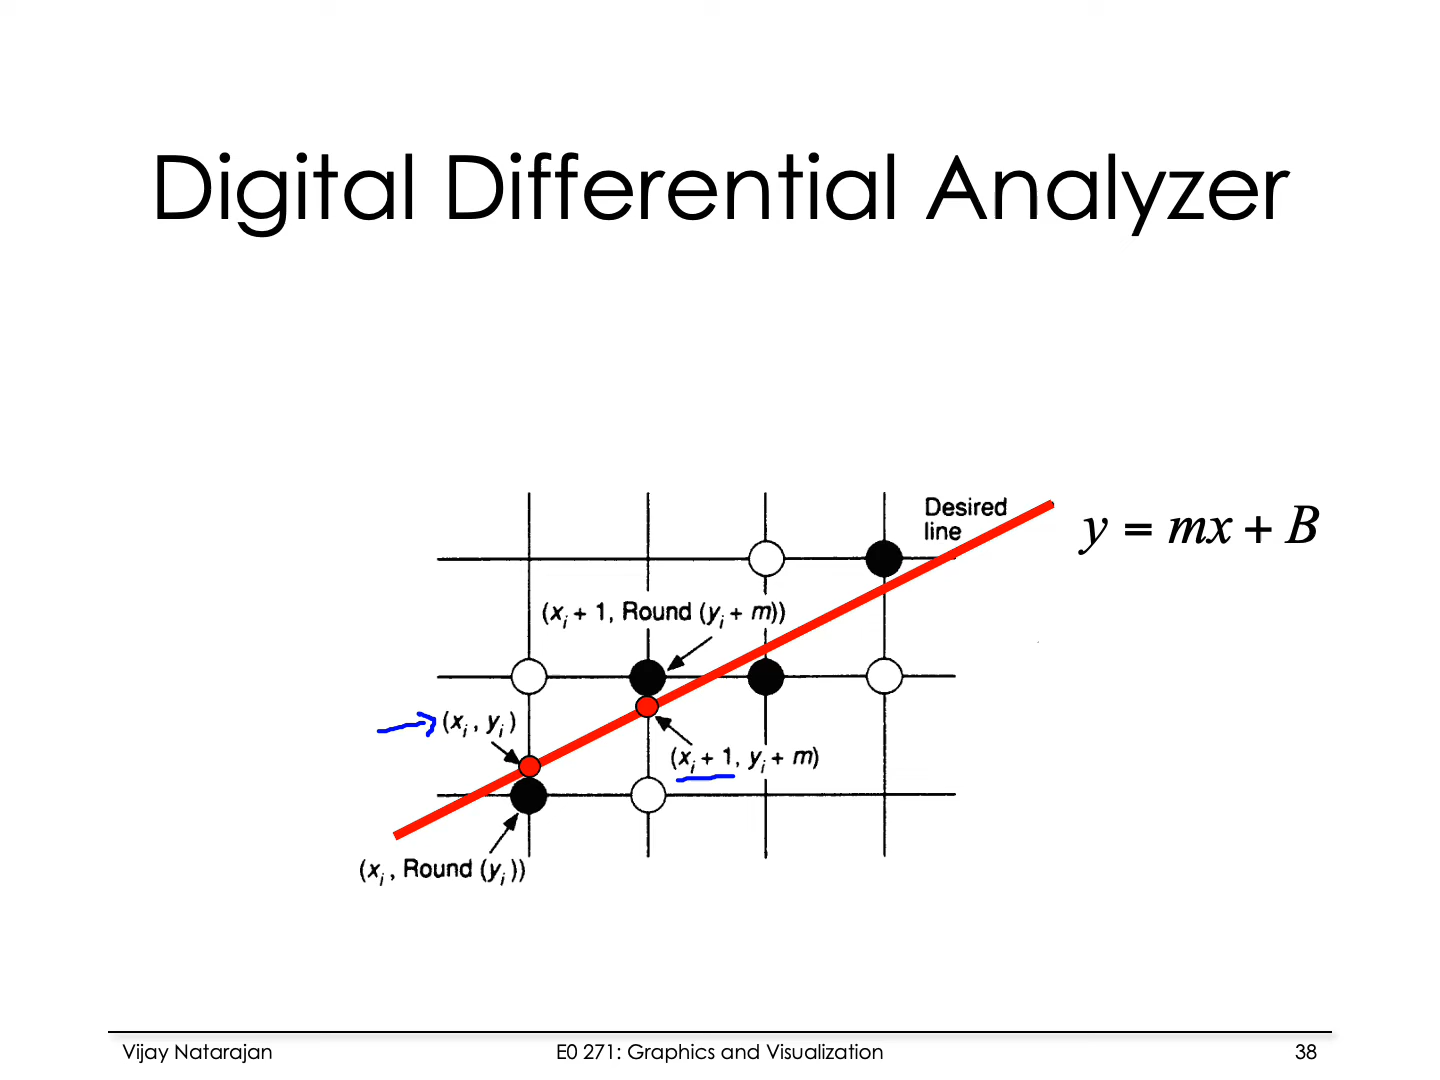 Digital Differential Analyzer
Desired
line
y = mx + B
(xᵢ + 1, Round (yᵢ + m))
(xᵢ , yᵢ)
(xᵢ + 1, yᵢ + m)
(xᵢ , Round (yᵢ))
Vijay Natarajan
E0 271: Graphics and Visualization
38